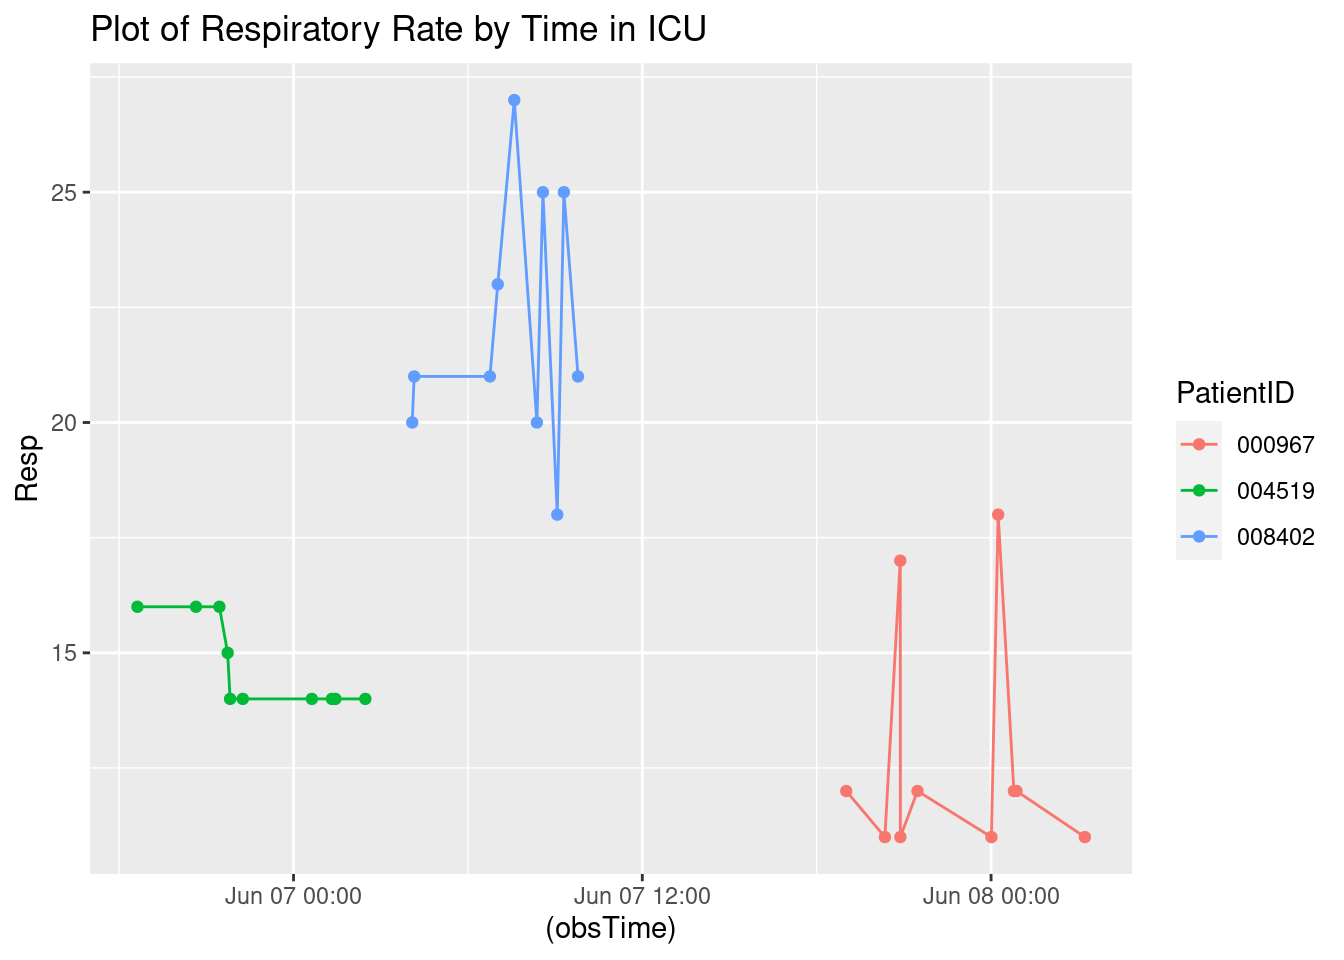 Plot of Respiratory Rate by Time in ICU
25
20
15
Resp
Jun 07 00:00
Jun 07 12:00
Jun 08 00:00
(obsTime)
PatientID
000967
004519
008402